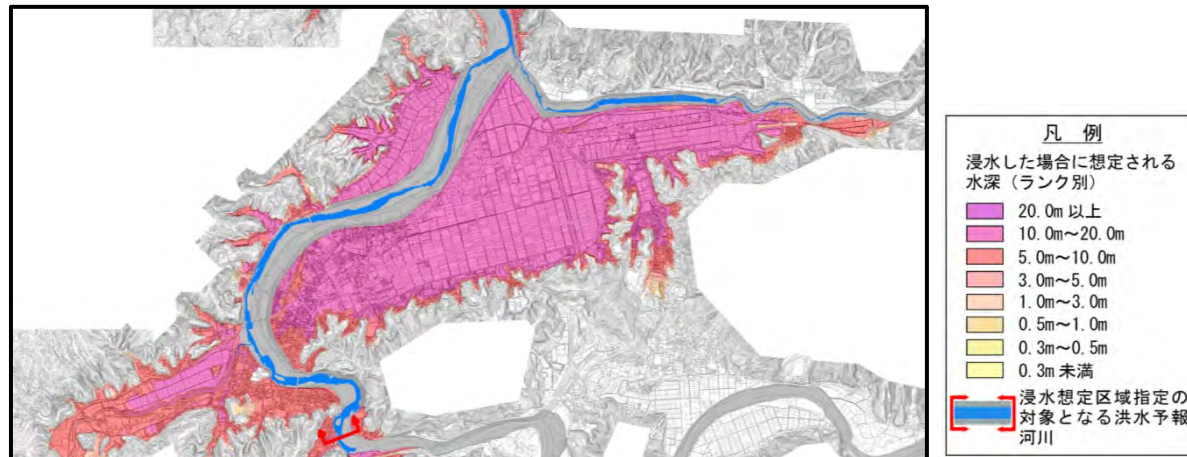 凡 例
浸水した場合に想定される
水深（ランク別）
20.0m 以上
10.0m～20.0m
5.0m～10.0m
3.0m～5.0m
1.0m～3.0m
0.5m～1.0m
0.3m～0.5m
0.3m 未満
浸水想定区域指定の
対象となる洪水予報
河川